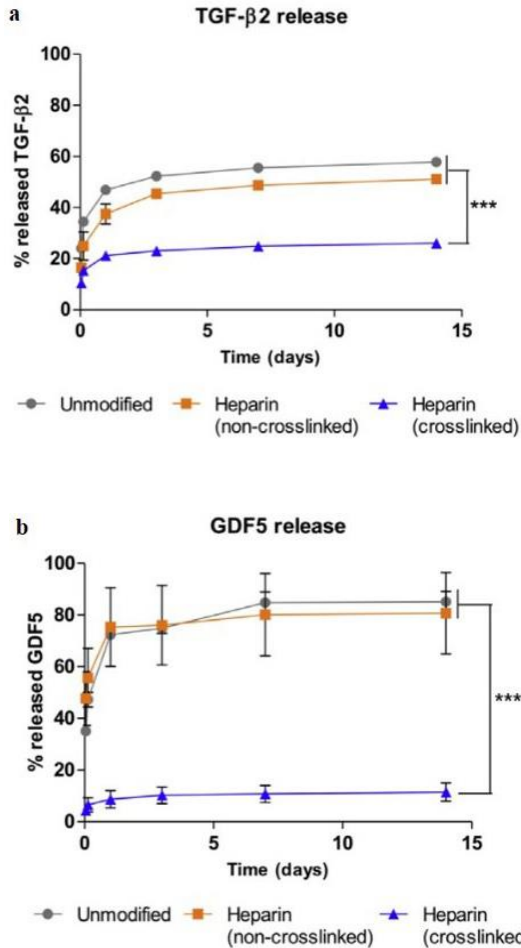 a
TGF-β2 release
% released TGF-β2
100
80
60
40
20
0
0 5 10 15
***
Time (days)
Unmodified Heparin Heparin
(non-crosslinked) (crosslinked)
b
GDF5 release
% released GDF5
100
80
60
40
20
0
0 5 10 15
***
Time (days)
Unmodified Heparin Heparin
(non-crosslinked) (crosslinked